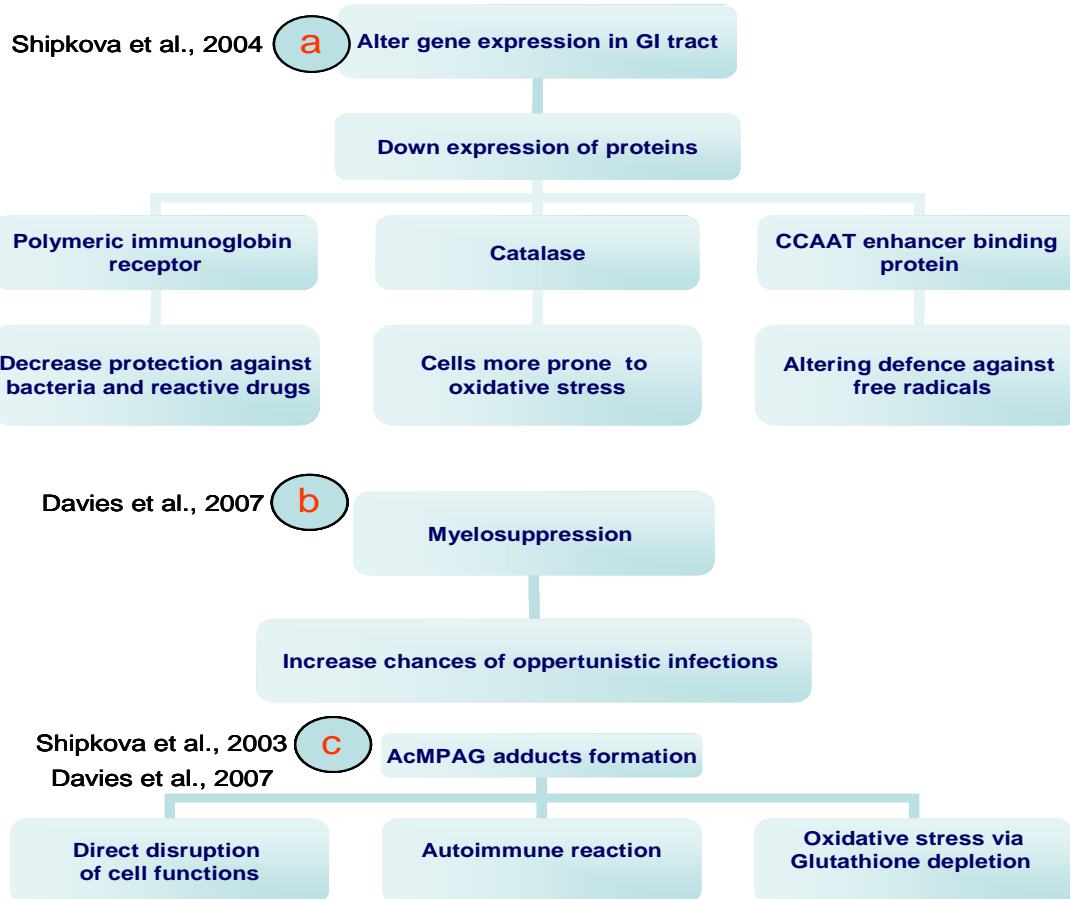 Shipkova et al., 2004
a
Alter gene expression in GI tract
Down expression of proteins
Polymeric immunoglobin
receptor
Catalase
CCAAT enhancer binding
protein
Decrease protection against
bacteria and reactive drugs
Cells more prone to
oxidative stress
Altering defence against
free radicals
Davies et al., 2007
b
Myelosuppression
Increase chances of oppertunistic infections
Shipkova et al., 2003
Davies et al., 2007
c
AcMPAG adducts formation
Direct disruption
of cell functions
Autoimmune reaction
Oxidative stress via
Glutathione depletion